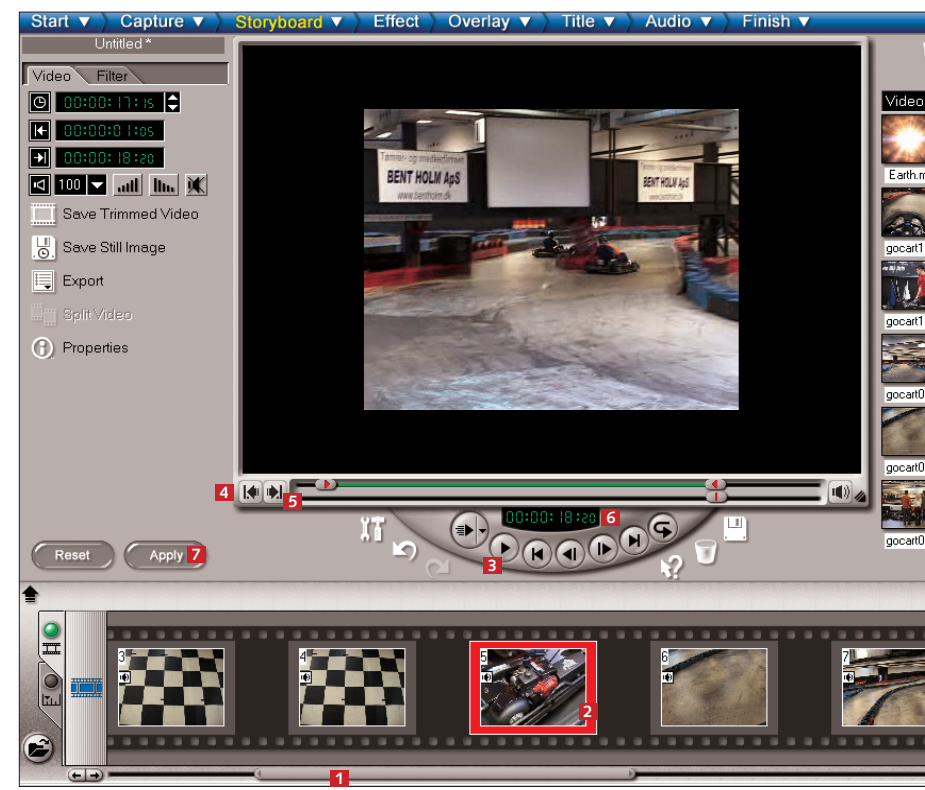 Start ▼ Capture ▼ Storyboard ▼ Effect Overlay ▼ Title ▼ Audio ▼ Finish ▼
Untitled *
Video Filter
00:00:17:15
00:00:01:05
00:00:18:20
100
Save Trimmed Video
Save Still Image
Export
Split Video
Properties
Tømrer- og snedkerfirmaet
BENT HOLM ApS
www.bentholm.dk
BENT HOLM ApS
www.bentholm.dk
Video
Earth.m
gocart1
gocart1
gocart0
gocart0
gocart0
4
5
00:00:18:20 6
3
Reset Apply 7
3 4 5 6 7
2
1